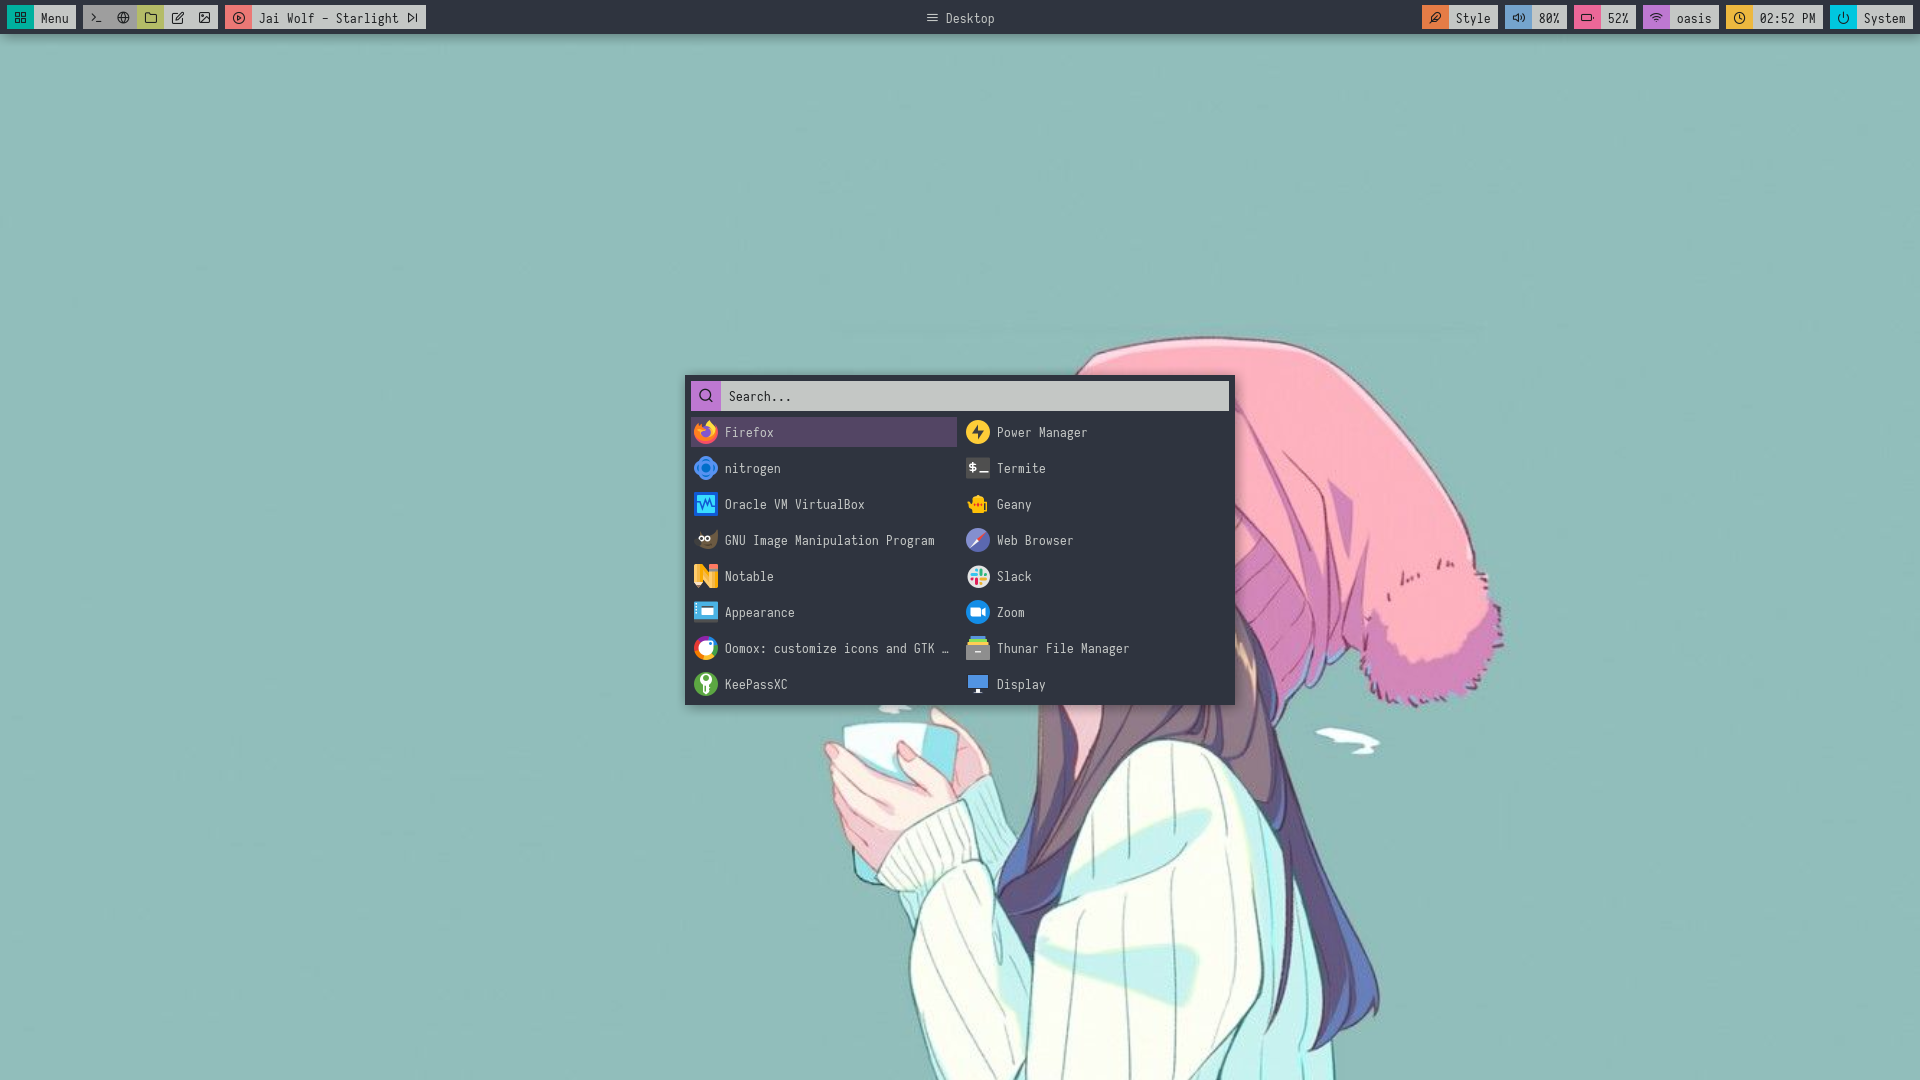 Menu
Jai Wolf - Starlight
Desktop
Style
80%
52%
oasis
02:52 PM
System
Search...
Firefox
Power Manager
nitrogen
Termite
Oracle VM VirtualBox
Geany
GNU Image Manipulation Program
Web Browser
Notable
Slack
Appearance
Zoom
Oomox: customize icons and GTK …
Thunar File Manager
KeePassXC
Display